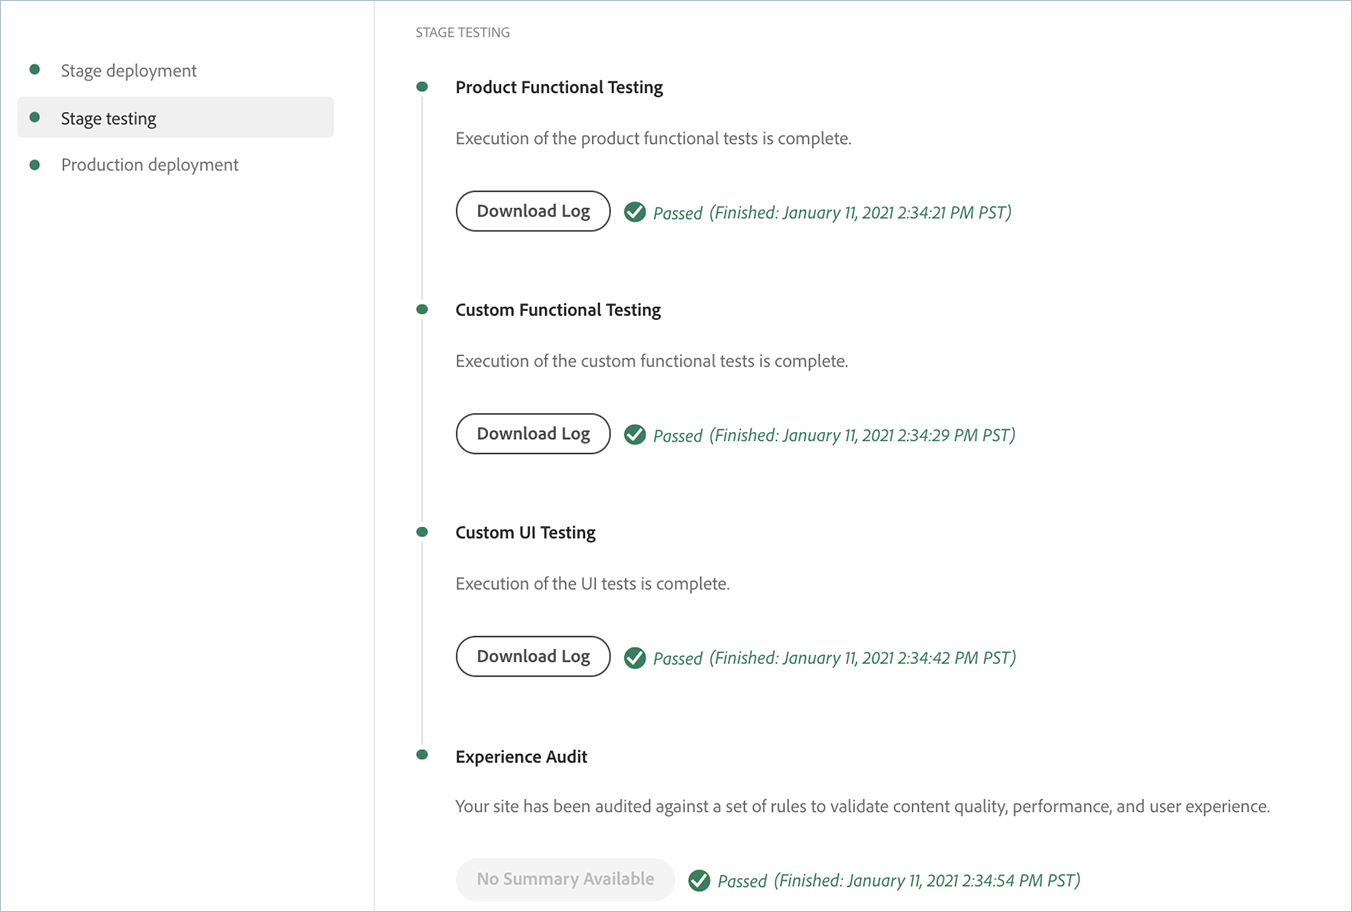 Stage deployment
Stage testing
Production deployment
STAGE TESTING
Product Functional Testing
Execution of the product functional tests is complete.
Download Log Passed (Finished: January 11, 2021 2:34:21 PM PST)
Custom Functional Testing
Execution of the custom functional tests is complete.
Download Log Passed (Finished: January 11, 2021 2:34:29 PM PST)
Custom UI Testing
Execution of the UI tests is complete.
Download Log Passed (Finished: January 11, 2021 2:34:42 PM PST)
Experience Audit
Your site has been audited against a set of rules to validate content quality, performance, and user experience.
No Summary Available Passed (Finished: January 11, 2021 2:34:54 PM PST)